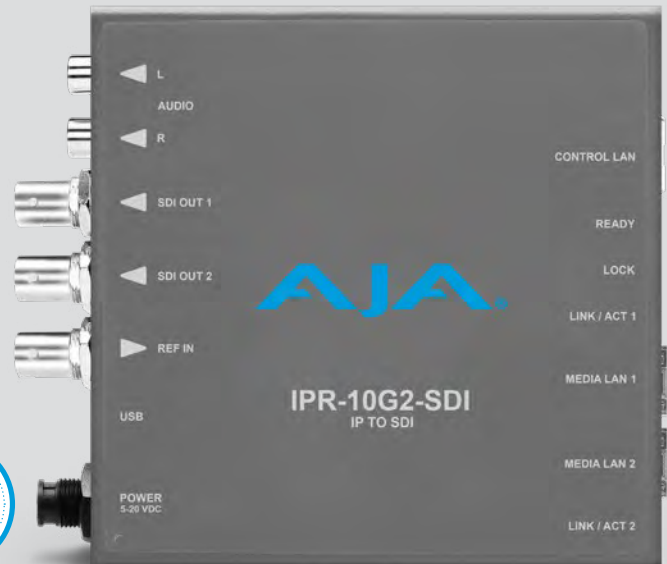 L
AUDIO
R
SDI OUT 1
SDI OUT 2
REF IN
USB
POWER
5-20 VDC
AJA®
IPR-10G2-SDI
IP TO SDI
CONTROL LAN
READY
LOCK
LINK / ACT 1
MEDIA LAN 1
MEDIA LAN 2
LINK / ACT 2